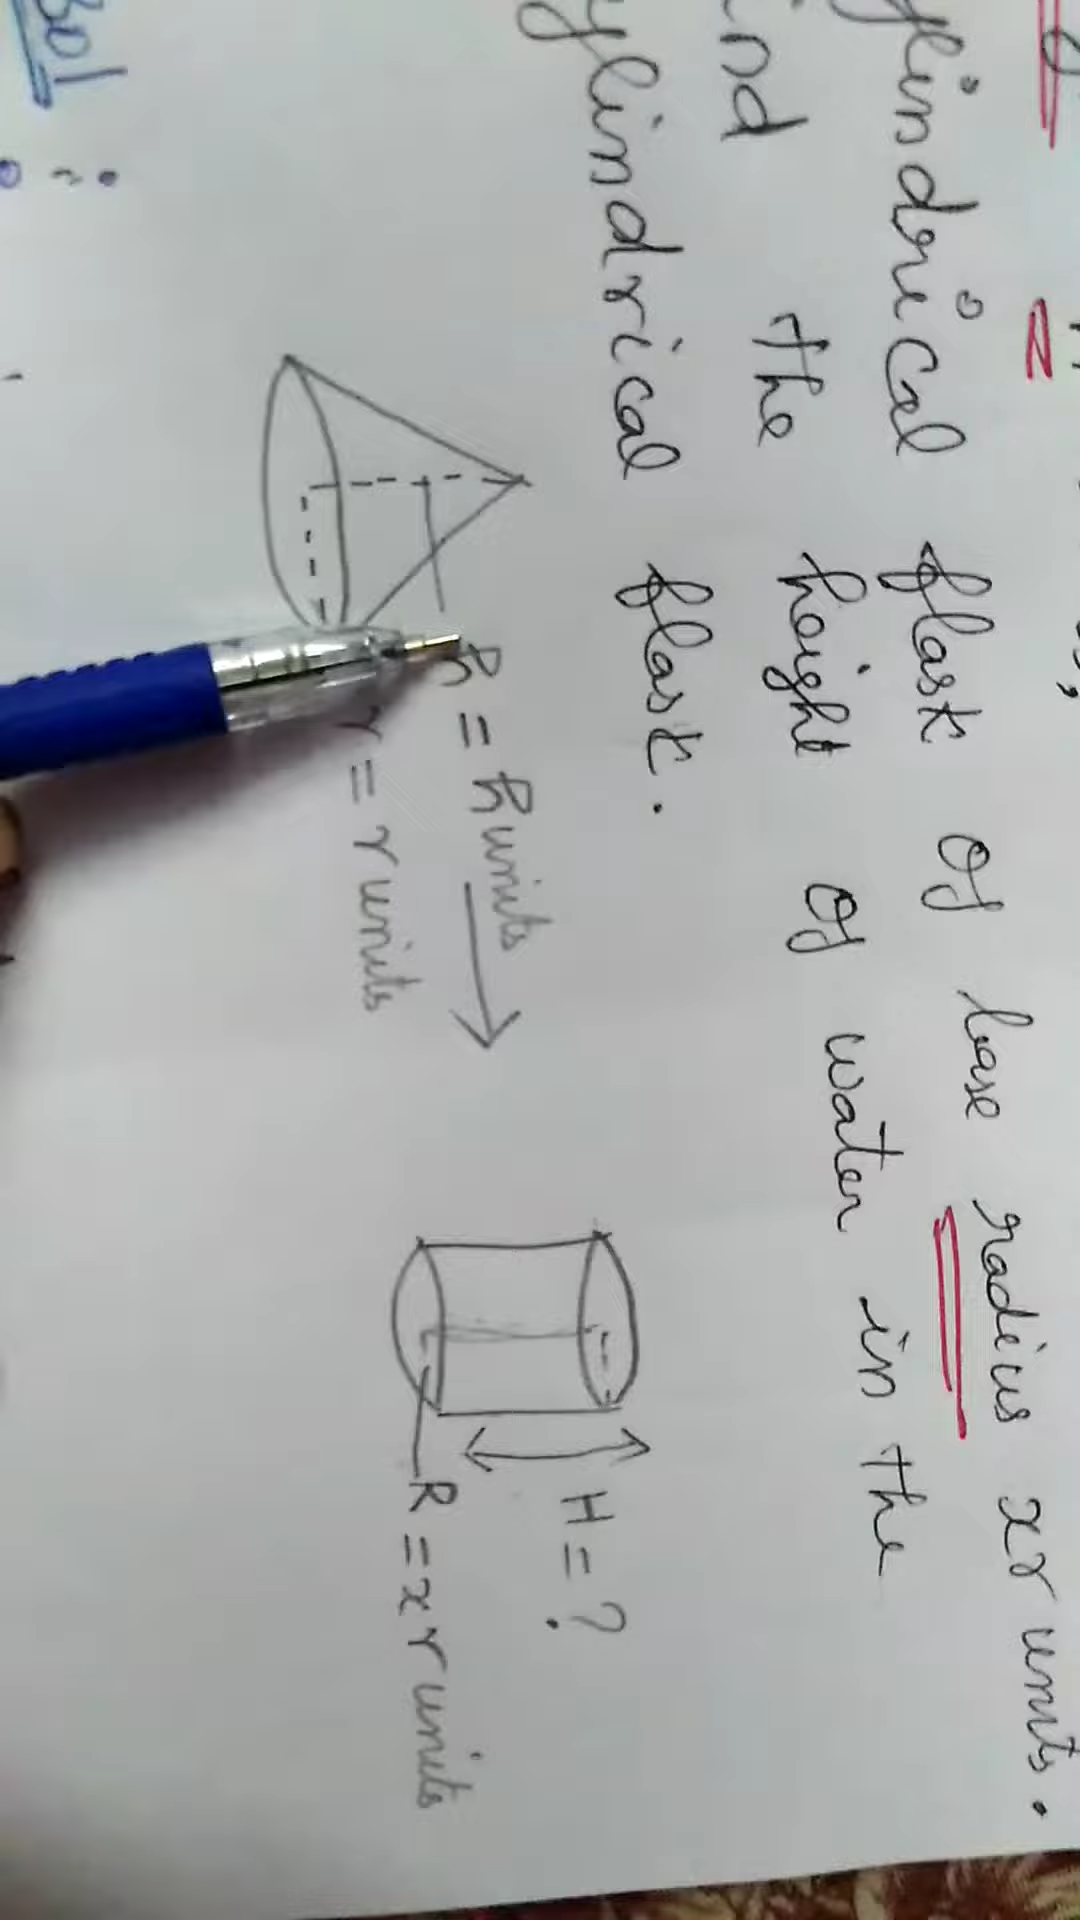 ylindrical flask of base radius xr units.
ind the height of water in the
ylindrical flask.
h = h units
r = r units
H = ?
R = xr units
Sol :